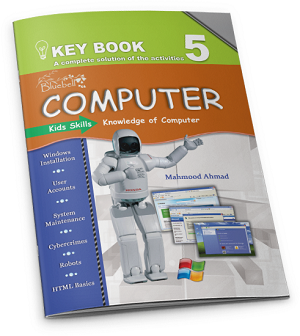 KEY BOOK 5
A complete solution of the activities
Bluebell
COMPUTER
Kids Skills
Knowledge of Computer
Windows
Installation
User
Accounts
System
Maintenance
Cybercrimes
Robots
HTML Basics
Mahmood Ahmad